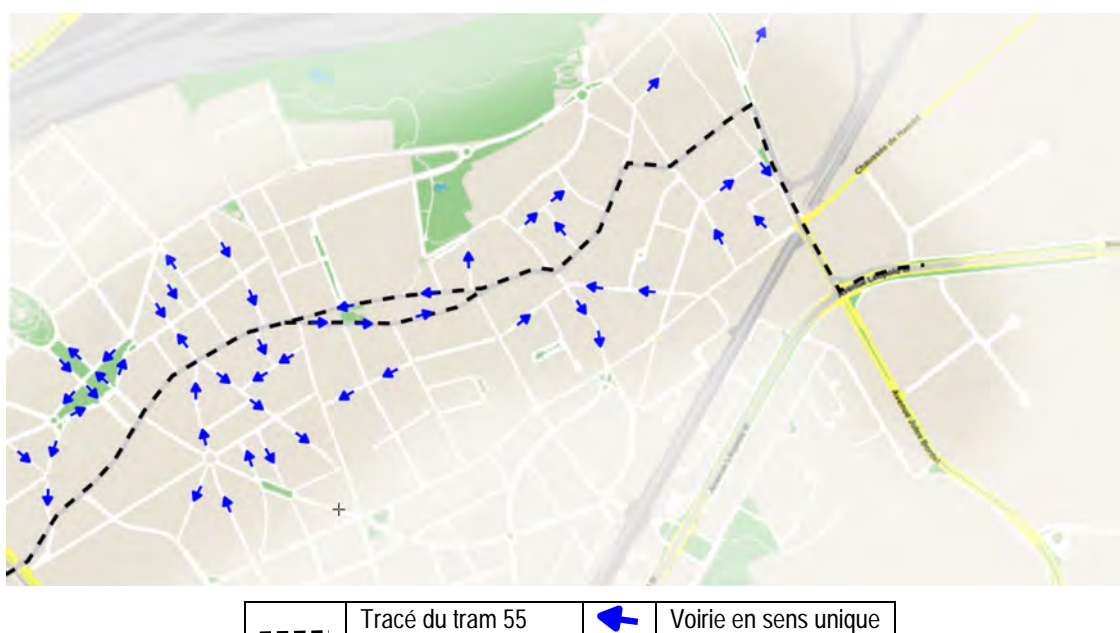 Chaussée de Haecht
Avenue Jules Bordet
Tracé du tram 55
Voirie en sens unique